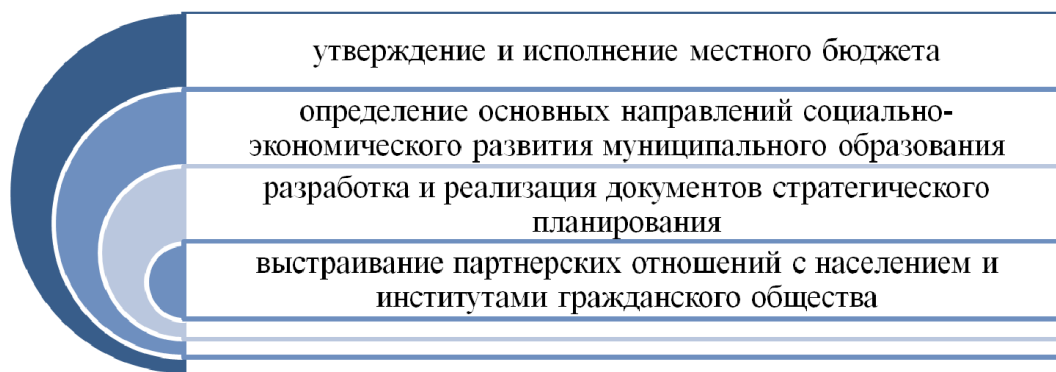 утверждение и исполнение местного бюджета
определение основных направлений социально-
экономического развития муниципального образования
разработка и реализация документов стратегического
планирования
выстраивание партнерских отношений с населением и
институтами гражданского общества